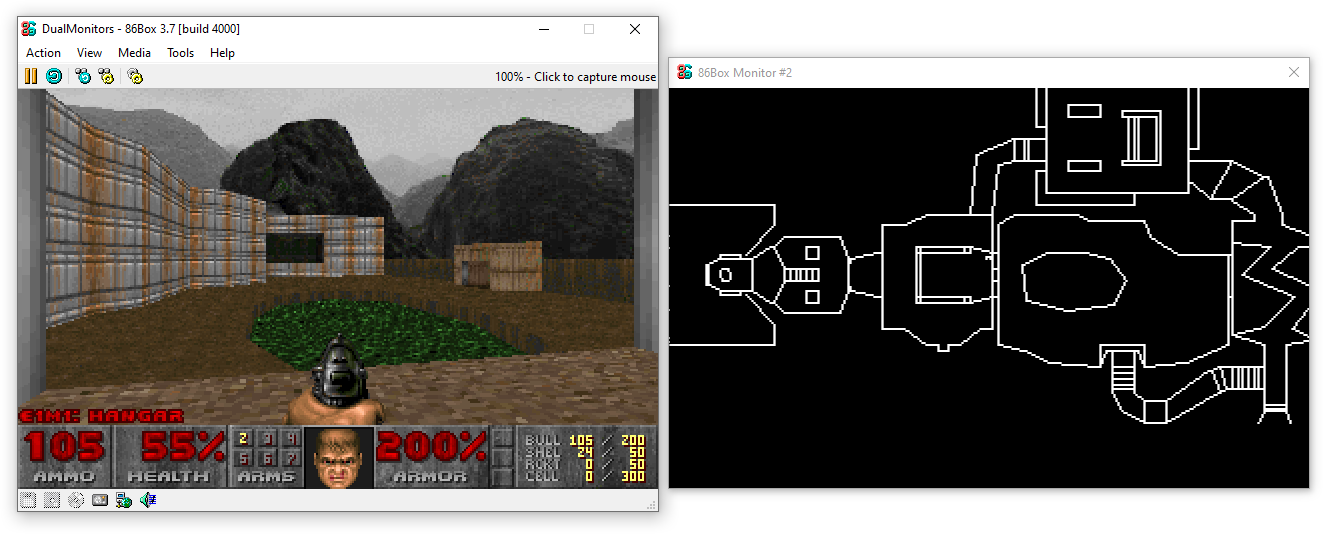 DualMonitors - 86Box 3.7 [build 4000]
Action View Media Tools Help
100% - Click to capture mouse
E1M1: HANGAR
105 55% 2 3 4 200%
5 6 7
AMMO HEALTH ARMS ARMOR
BULL 105 / 200
SHEL 24 / 50
RCKT 0 / 50
CELL 0 / 300
86Box Monitor #2